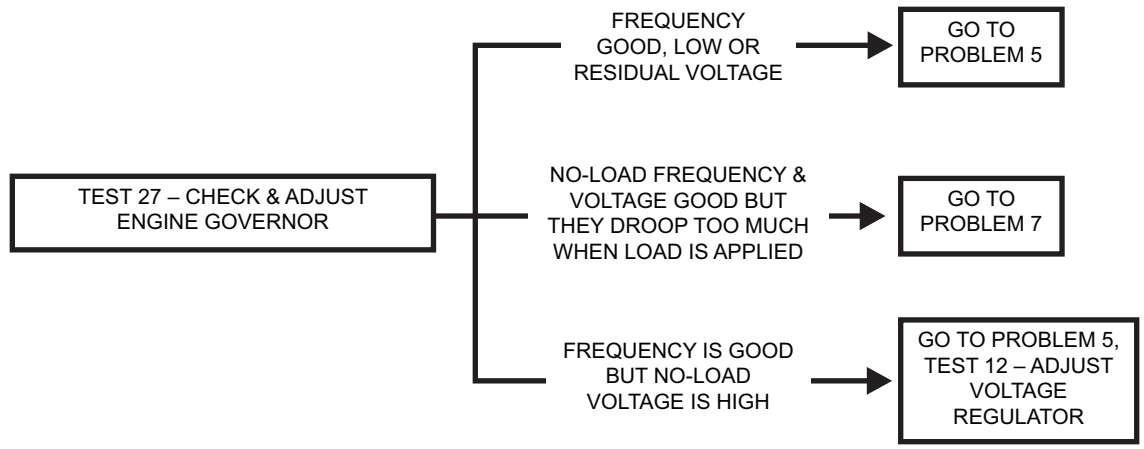 FREQUENCY
GOOD, LOW OR
RESIDUAL VOLTAGE
GO TO
PROBLEM 5
TEST 27 – CHECK & ADJUST
ENGINE GOVERNOR
NO-LOAD FREQUENCY &
VOLTAGE GOOD BUT
THEY DROOP TOO MUCH
WHEN LOAD IS APPLIED
GO TO
PROBLEM 7
FREQUENCY IS GOOD
BUT NO-LOAD
VOLTAGE IS HIGH
GO TO PROBLEM 5,
TEST 12 – ADJUST
VOLTAGE
REGULATOR